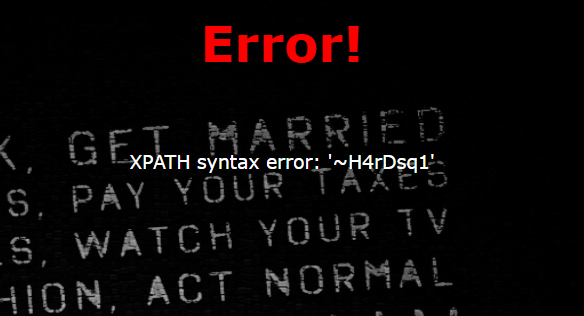 Error!
K, GET MARRIED
XPATH syntax error: '~H4rDsq1'
S, PAY YOUR TAXES
S, WATCH YOUR TV
HION, ACT NORMAL